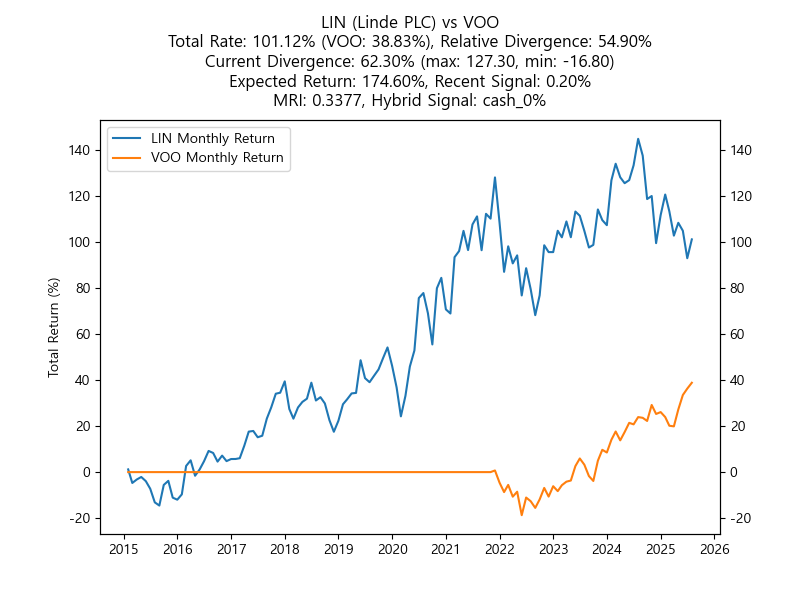 LIN (Linde PLC) vs VOO
Total Rate: 101.12% (VOO: 38.83%), Relative Divergence: 54.90%
Current Divergence: 62.30% (max: 127.30, min: -16.80)
Expected Return: 174.60%, Recent Signal: 0.20%
MRI: 0.3377, Hybrid Signal: cash_0%
LIN Monthly Return
VOO Monthly Return
Total Return (%)
140 140
120 120
100 100
80 80
60 60
40 40
20 20
0 0
-20 -20
2015 2016 2017 2018 2019 2020 2021 2022 2023 2024 2025 2026